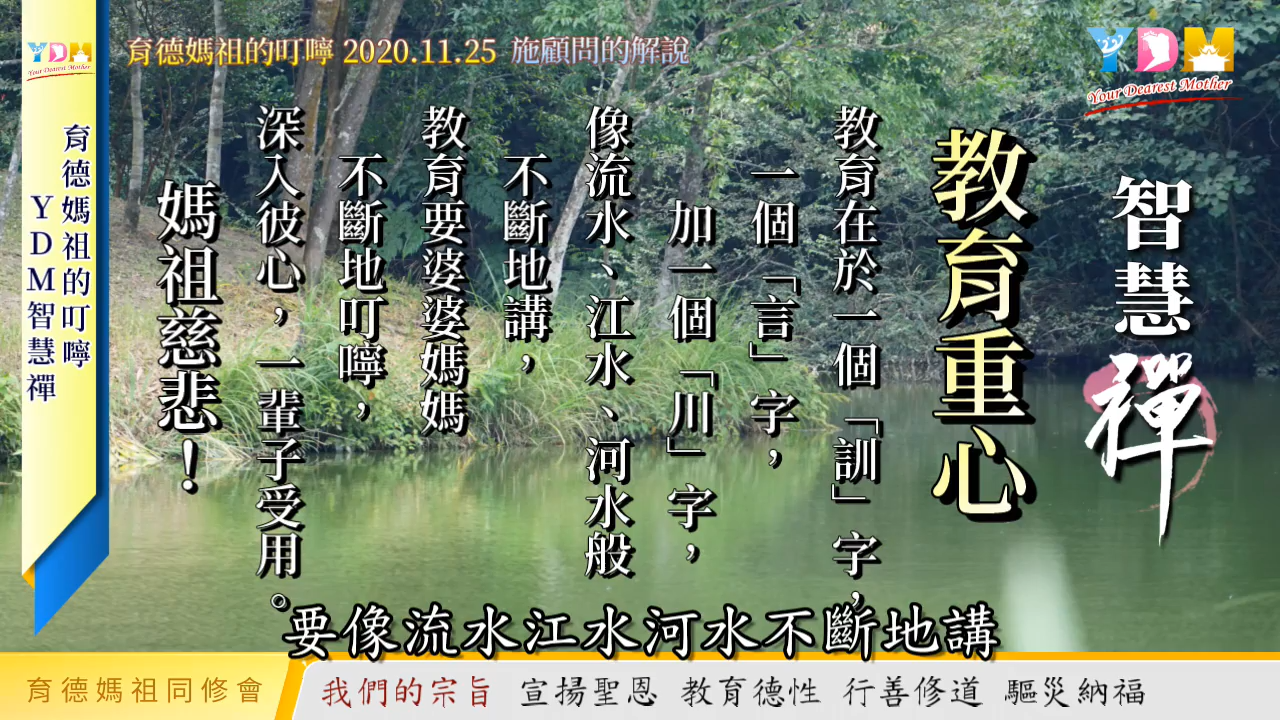 育德媽祖的叮嚀 2020.11.25 施顧問的解說
YDM
Your Dearest Mother
智慧禪
教育重心
教育在於一個「訓」字，
一個「言」字，
加一個「川」字，
像流水、江水、河水般
不斷地講，
教育要婆婆媽媽
不斷地叮嚀，
深入彼心，一輩子受用。
媽祖慈悲！
YDM
Your Dearest Mother
育德媽祖的叮嚀
YDM智慧禪
要像流水江水河水不斷地講
育德媽祖同修會
我們的宗旨 宣揚聖恩 教育德性 行善修道 驅災納福